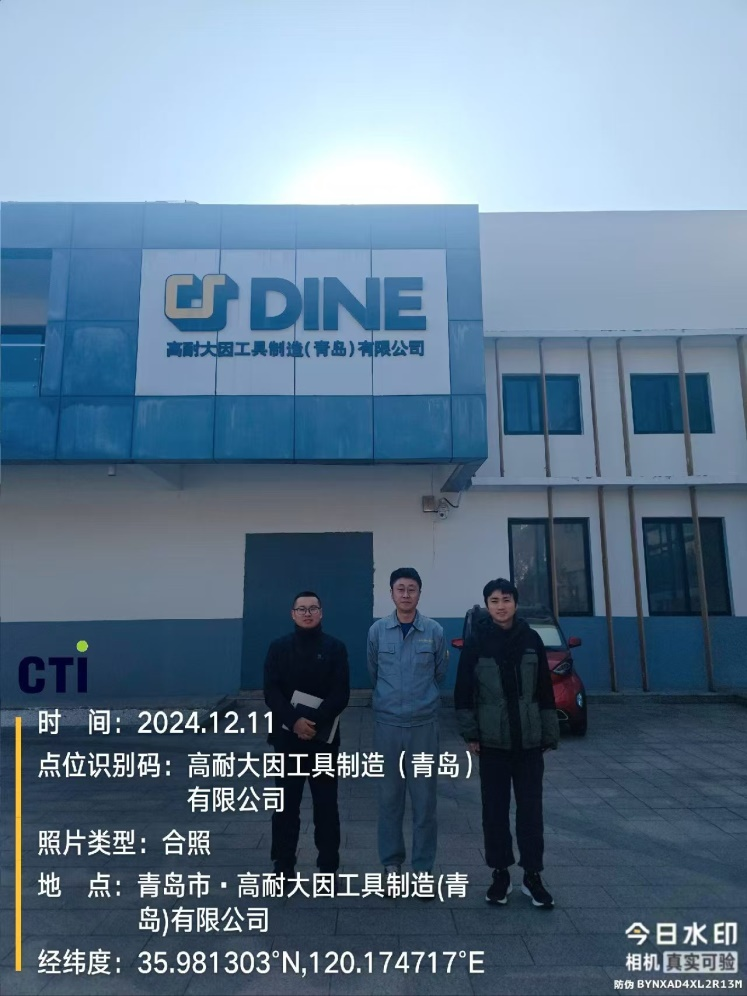 DINE
高耐大因工具制造(青岛)有限公司
CTI
时 间：2024.12.11
点位识别码：高耐大因工具制造（青岛）
有限公司
照片类型：合照
地 点：青岛市·高耐大因工具制造(青
岛)有限公司
经纬度：35.981303°N,120.174717°E
今日水印
相机 真实可验
防伪 BYNXAD4XL2R13M